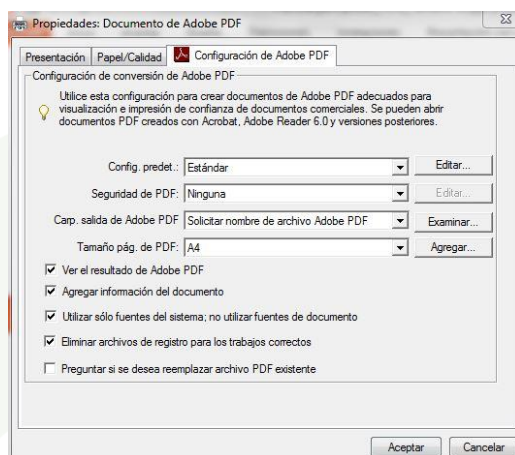 Propiedades: Documento de Adobe PDF
Presentación Papel/Calidad Configuración de Adobe PDF
Configuración de conversión de Adobe PDF
Utilice esta configuración para crear documentos de Adobe PDF adecuados para
visualización e impresión de confianza de documentos comerciales. Se pueden abrir
documentos PDF creados con Acrobat, Adobe Reader 6.0 y versiones posteriores.
Config. predet.: Estándar Editar...
Seguridad de PDF: Ninguna Editar...
Carp. salida de Adobe PDF Solicitar nombre de archivo Adobe PDF Examinar...
Tamaño pág. de PDF: A4 Agregar...
Ver el resultado de Adobe PDF
Agregar información del documento
Utilizar sólo fuentes del sistema; no utilizar fuentes de documento
Eliminar archivos de registro para los trabajos correctos
Preguntar si se desea reemplazar archivo PDF existente
Aceptar Cancelar